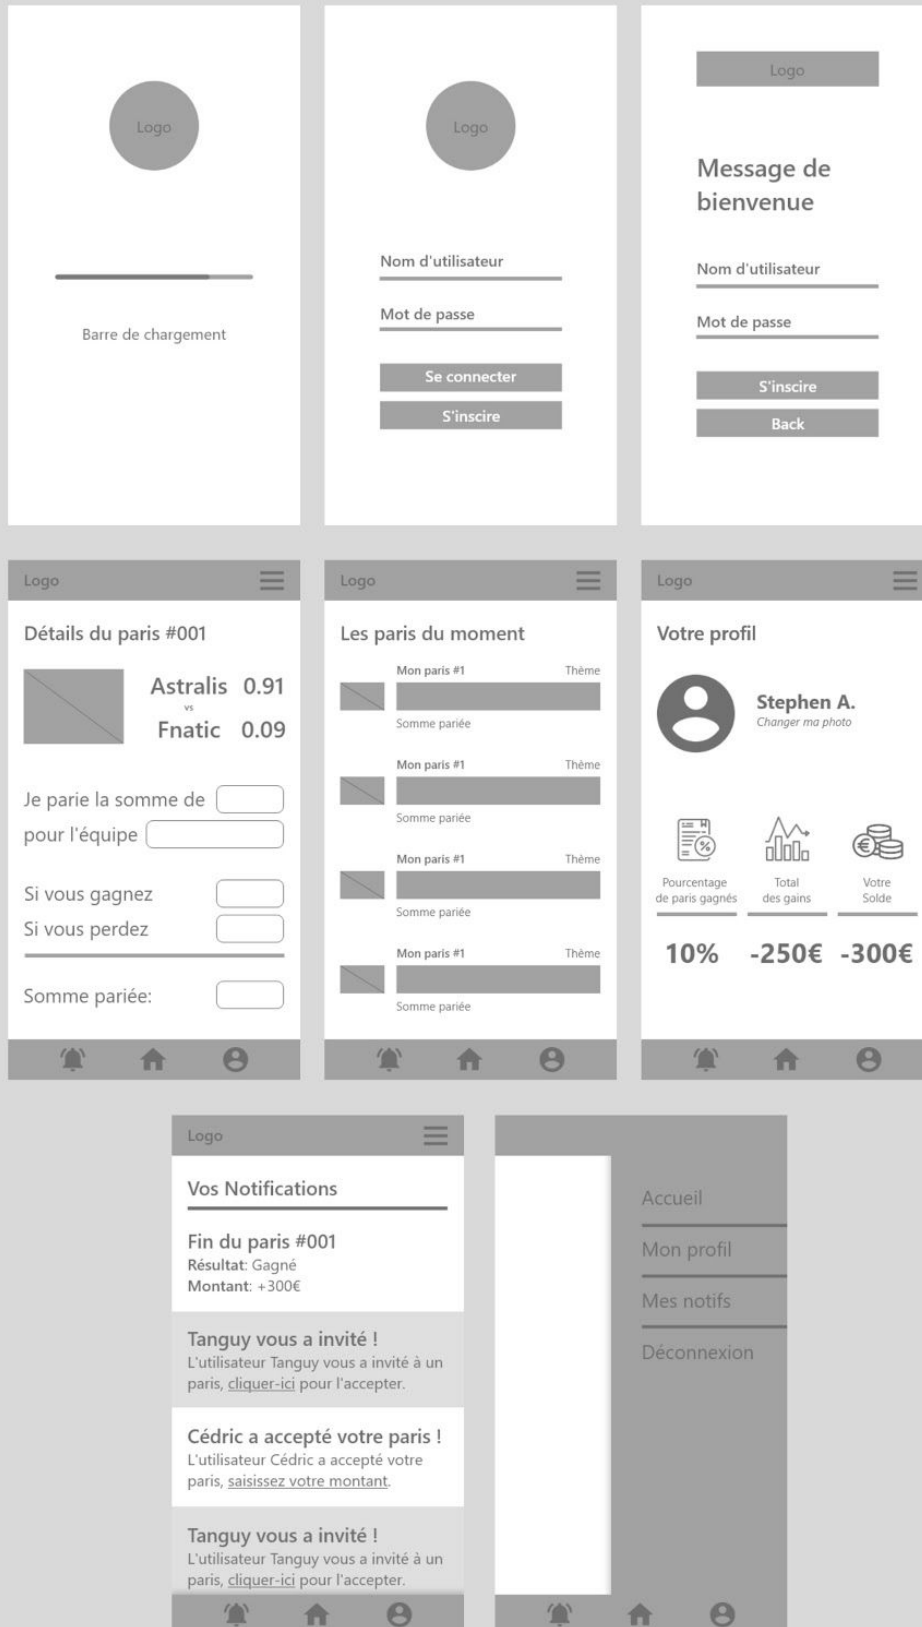 Logo
Barre de chargement
Logo
Nom d'utilisateur
Mot de passe
Se connecter
S'inscire
Logo
Message de
bienvenue
Nom d'utilisateur
Mot de passe
S'inscire
Back
Logo
Détails du paris #001
Astralis 0.91
vs
Fnatic 0.09
Je parie la somme de
pour l'équipe
Si vous gagnez
Si vous perdez
Somme pariée:
Logo
Les paris du moment
Mon paris #1 Thème
Somme pariée
Mon paris #1 Thème
Somme pariée
Mon paris #1 Thème
Somme pariée
Mon paris #1 Thème
Somme pariée
Logo
Votre profil
Stephen A.
Changer ma photo
Pourcentage
de paris gagnés
Total
des gains
Votre
Solde
10% -250€ -300€
Logo
Vos Notifications
Fin du paris #001
Résultat: Gagné
Montant: +300€
Tanguy vous a invité !
L'utilisateur Tanguy vous a invité à un
paris, cliquer-ici pour l'accepter.
Cédric a accepté votre paris !
L'utilisateur Cédric a accepté votre
paris, saisissez votre montant.
Tanguy vous a invité !
L'utilisateur Tanguy vous a invité à un
paris, cliquer-ici pour l'accepter.
Accueil
Mon profil
Mes notifs
Déconnexion